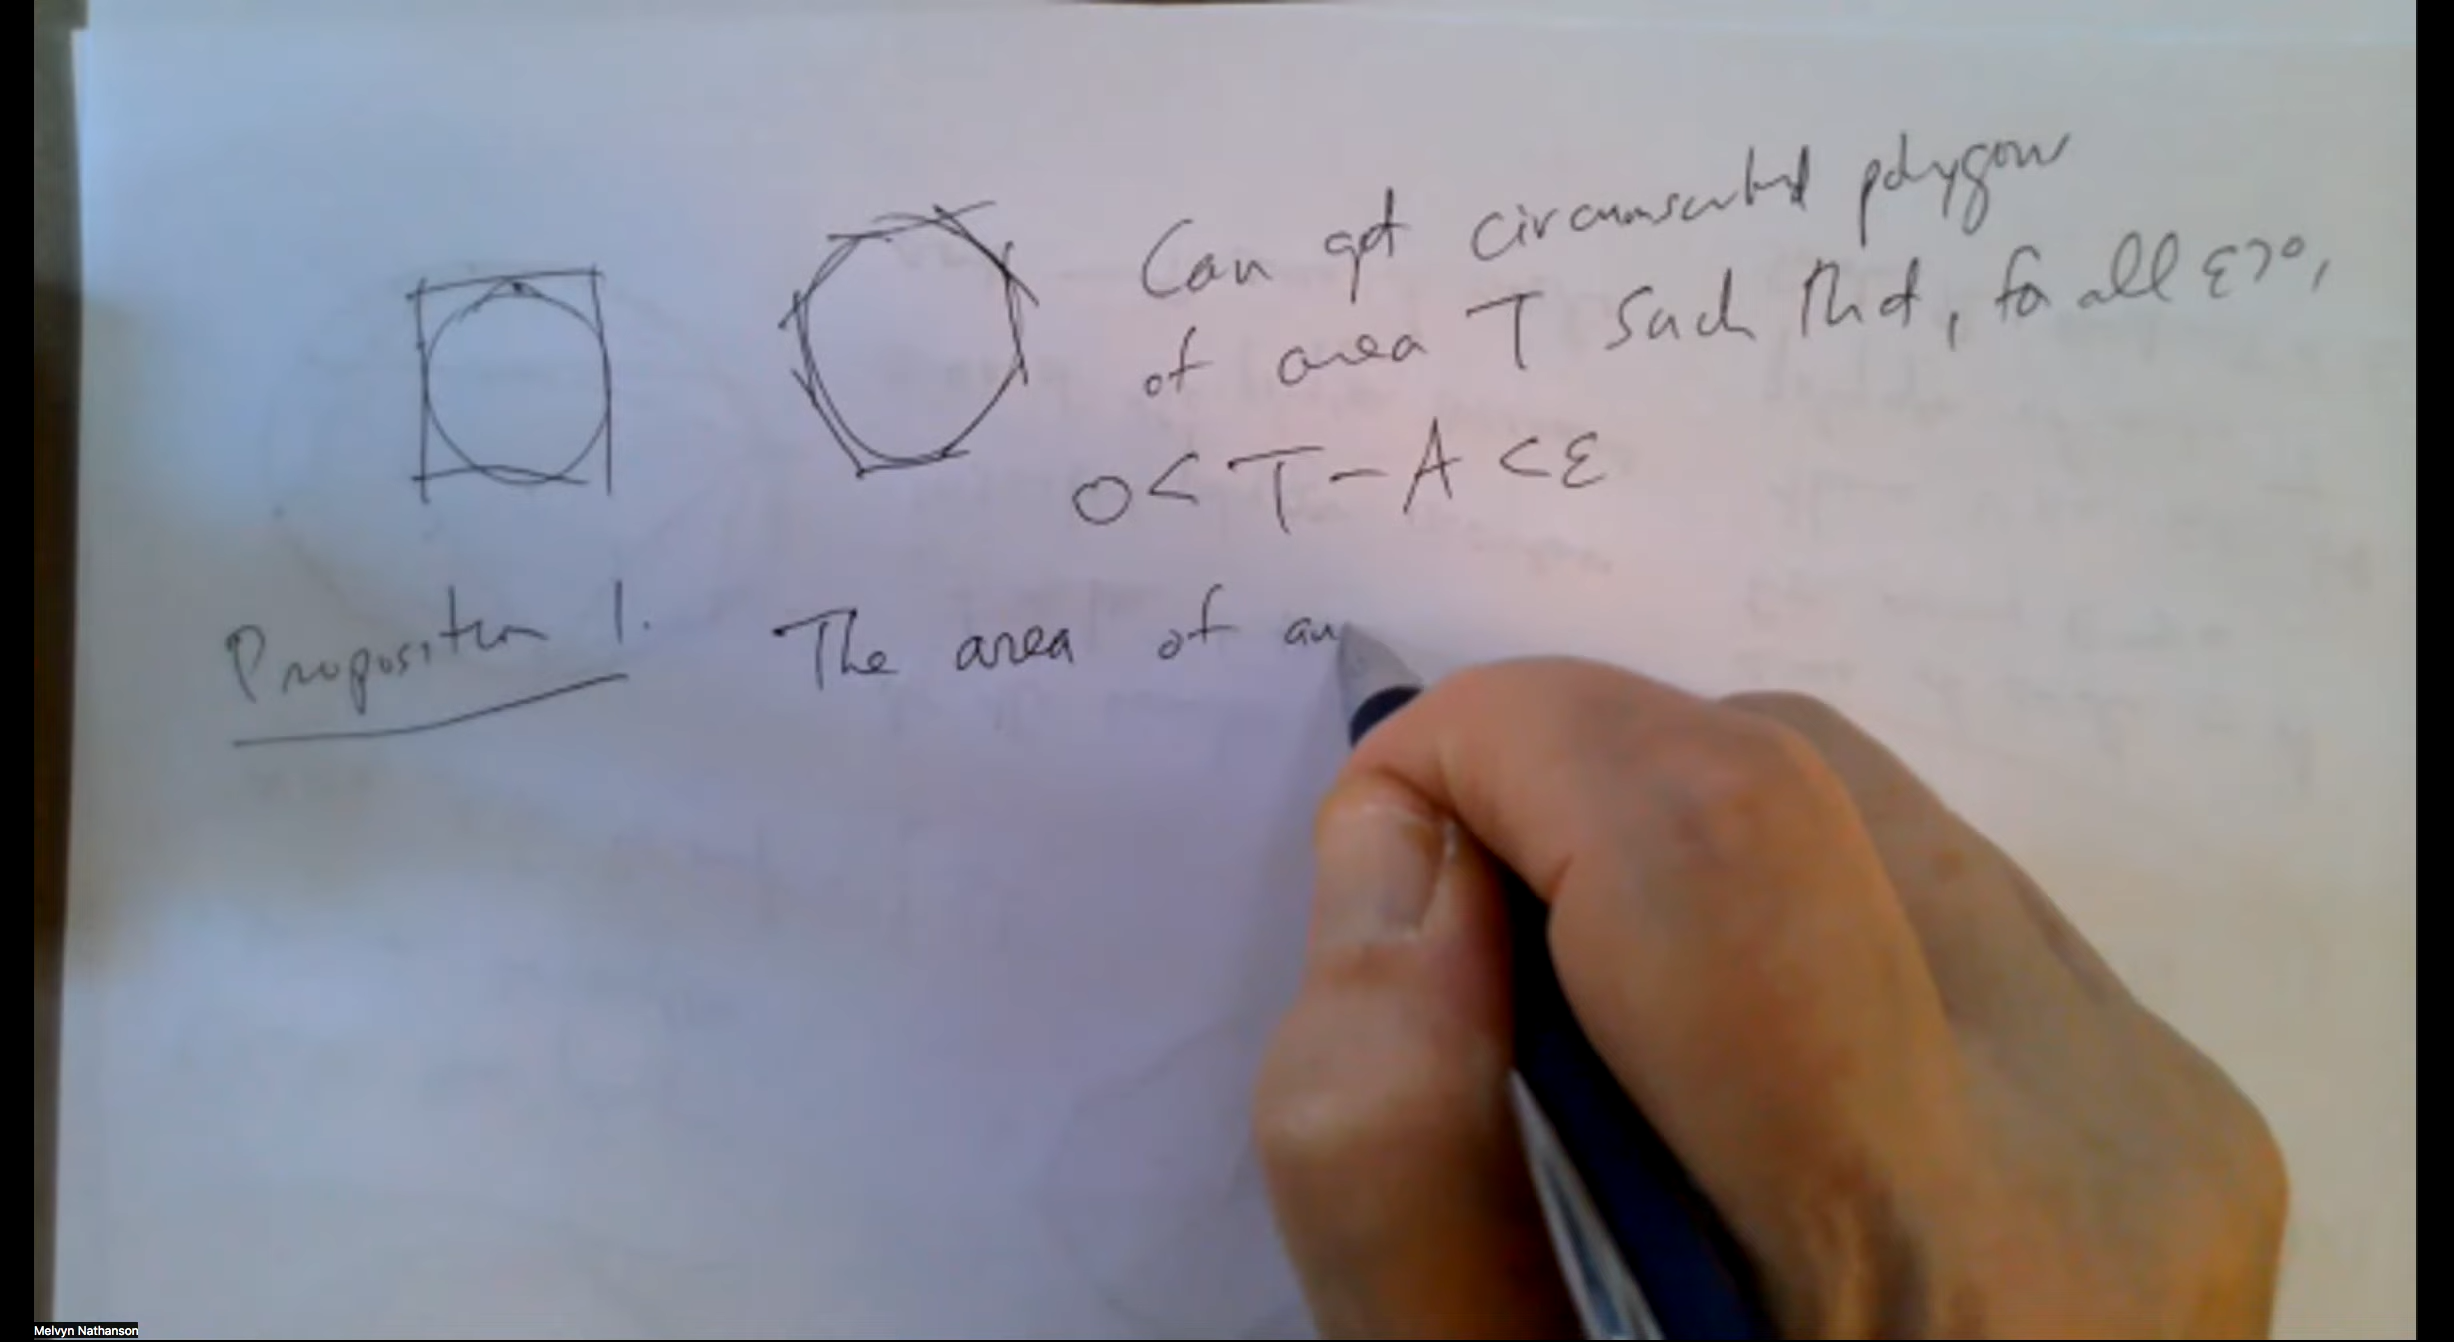 Can get circumscribed polygon
of area T such that, for all ε>0,
0 < T - A < ε
Proposition 1. The area of an
Melvyn Nathanson